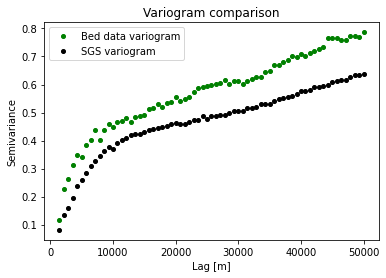 Variogram comparison
Bed data variogram
SGS variogram
Semivariance
0.8
0.7
0.6
0.5
0.4
0.3
0.2
0.1
0
10000
20000
30000
40000
50000
Lag [m]